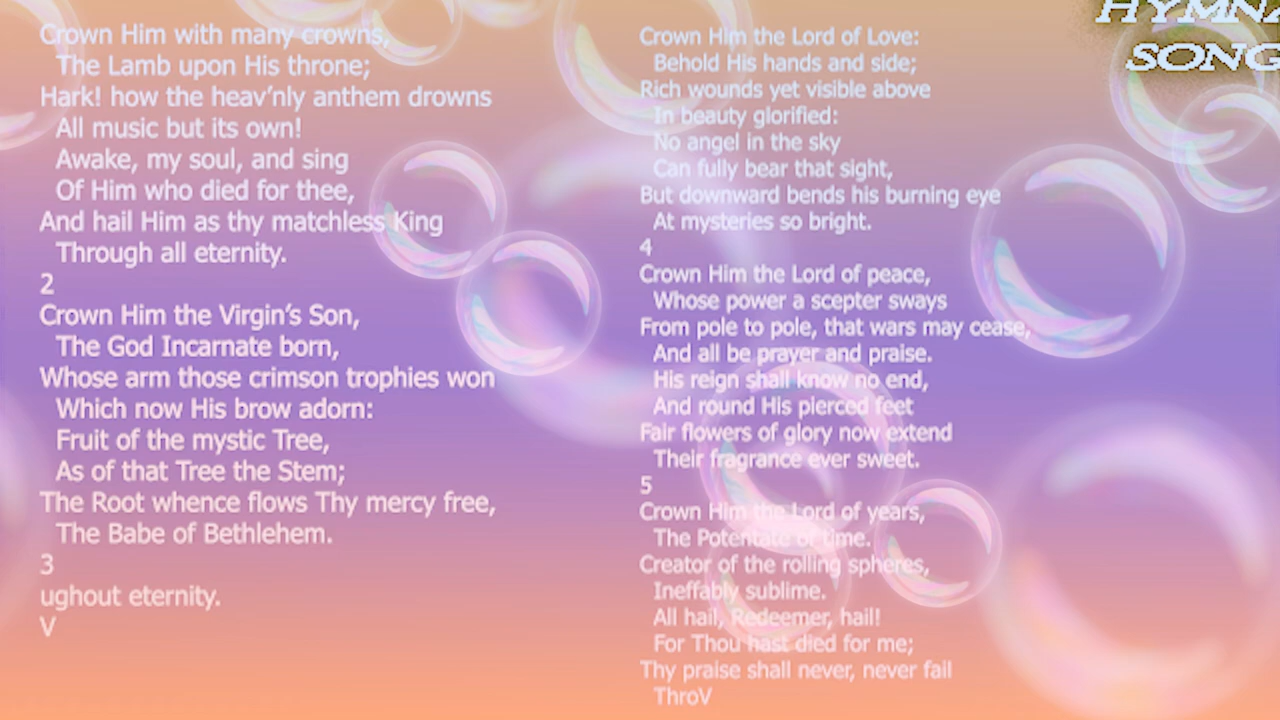 Crown Him with many crowns,
The Lamb upon His throne;
Hark! how the heav’nly anthem drowns
All music but its own!
Awake, my soul, and sing
Of Him who died for thee,
And hail Him as thy matchless King
Through all eternity.
2
Crown Him the Virgin’s Son,
The God Incarnate born,
Whose arm those crimson trophies won
Which now His brow adorn:
Fruit of the mystic Tree,
As of that Tree the Stem;
The Root whence flows Thy mercy free,
The Babe of Bethlehem.
3
ughout eternity.
V
Crown Him the Lord of Love:
Behold His hands and side;
Rich wounds yet visible above
In beauty glorified:
No angel in the sky
Can fully bear that sight,
But downward bends his burning eye
At mysteries so bright.
4
Crown Him the Lord of peace,
Whose power a scepter sways
From pole to pole, that wars may cease,
And all be prayer and praise.
His reign shall know no end,
And round His pierced feet
Fair flowers of glory now extend
Their fragrance ever sweet.
5
Crown Him the Lord of years,
The Potentate of time.
Creator of the rolling spheres,
Ineffably sublime.
All hail, Redeemer, hail!
For Thou hast died for me;
Thy praise shall never, never fail
ThroV
HYMNA
SONG